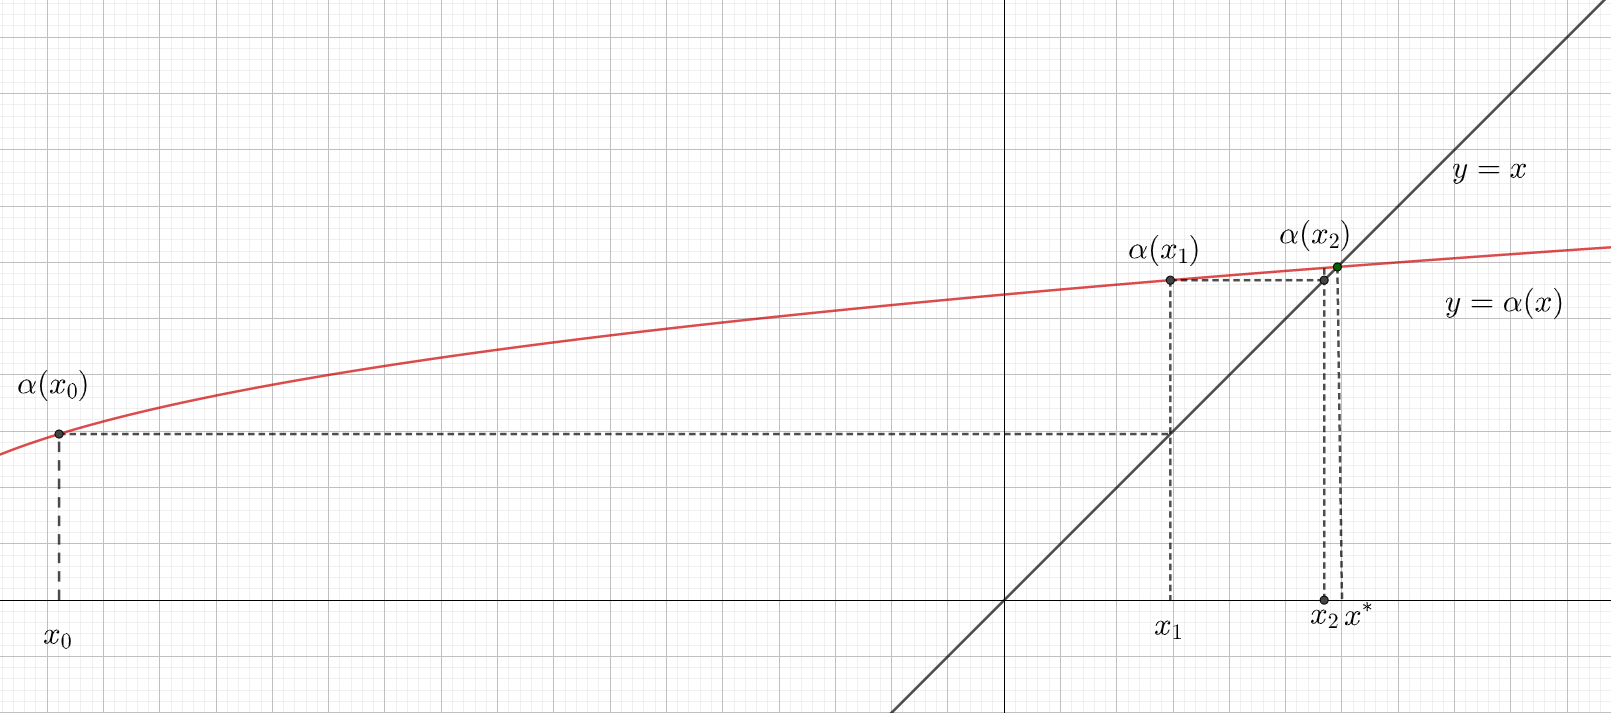 y = x
α(x₂)
α(x₁)
y = α(x)
α(x₀)
x₀
x₁
x₂ x*